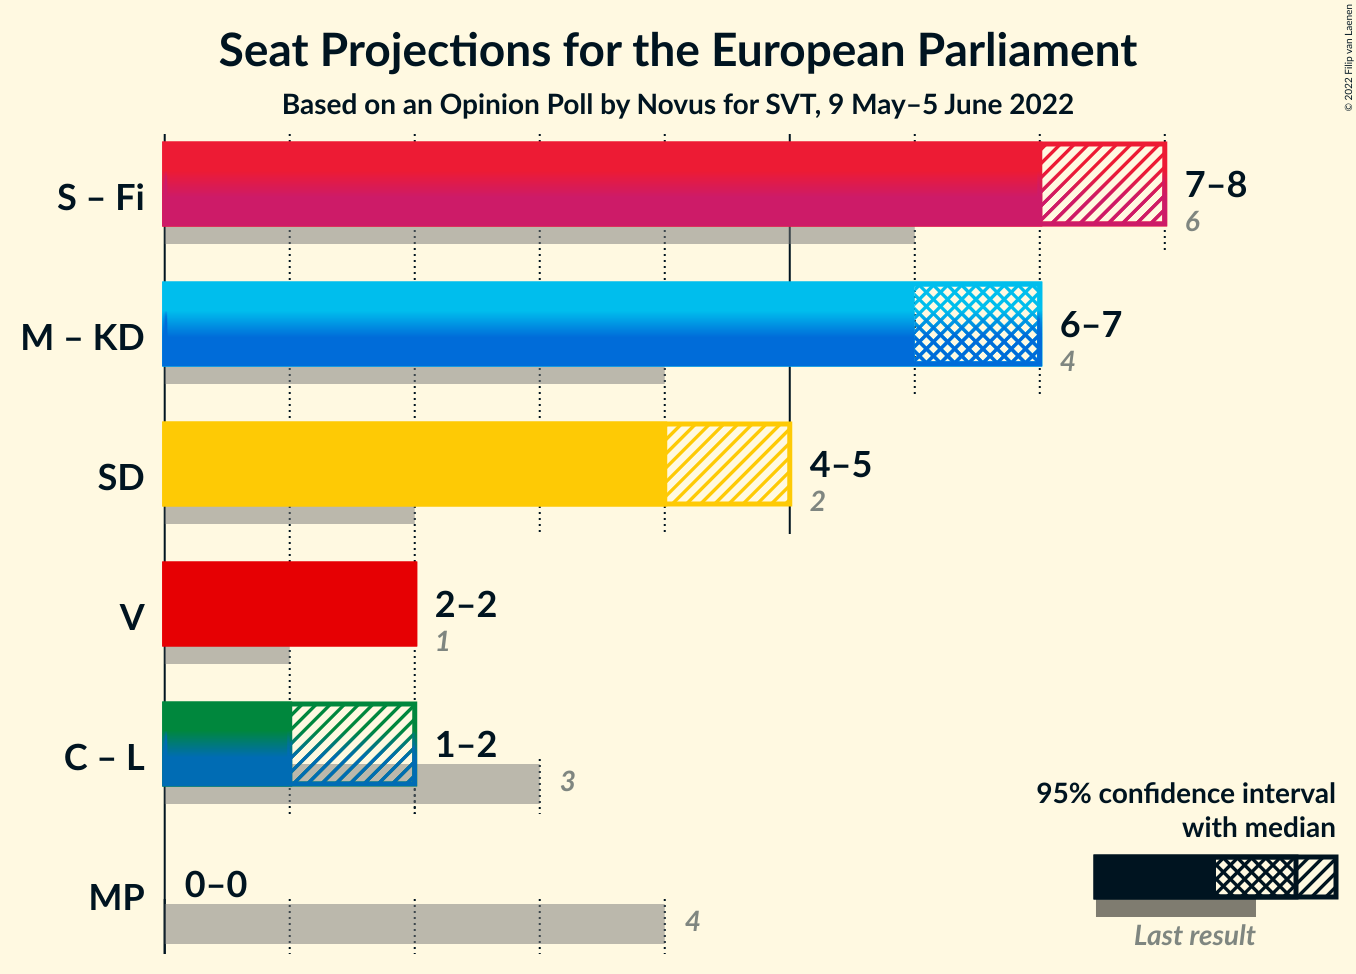 Seat Projections for the European Parliament
Based on an Opinion Poll by Novus for SVT, 9 May–5 June 2022
© 2022 Filip van Laenen
S – Fi
7–8
6
M – KD
6–7
4
SD
4–5
2
V
2–2
1
C – L
1–2
3
MP
0–0
4
95% confidence interval
with median
Last result